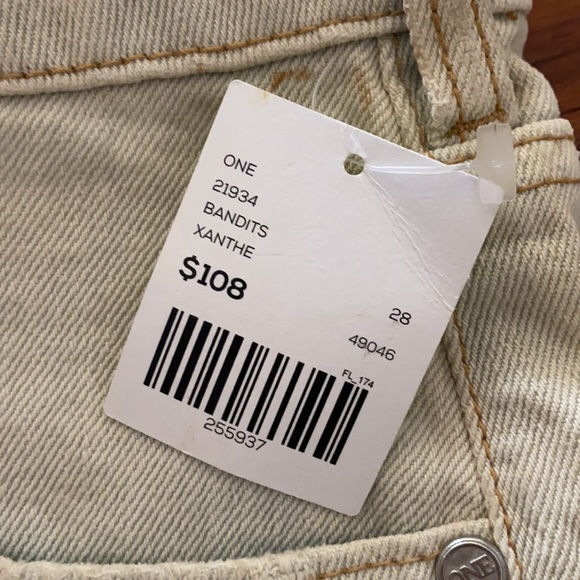 ONE
21934
BANDITS
XANTHE
$108
28
49046
FL_174
255937
ONE